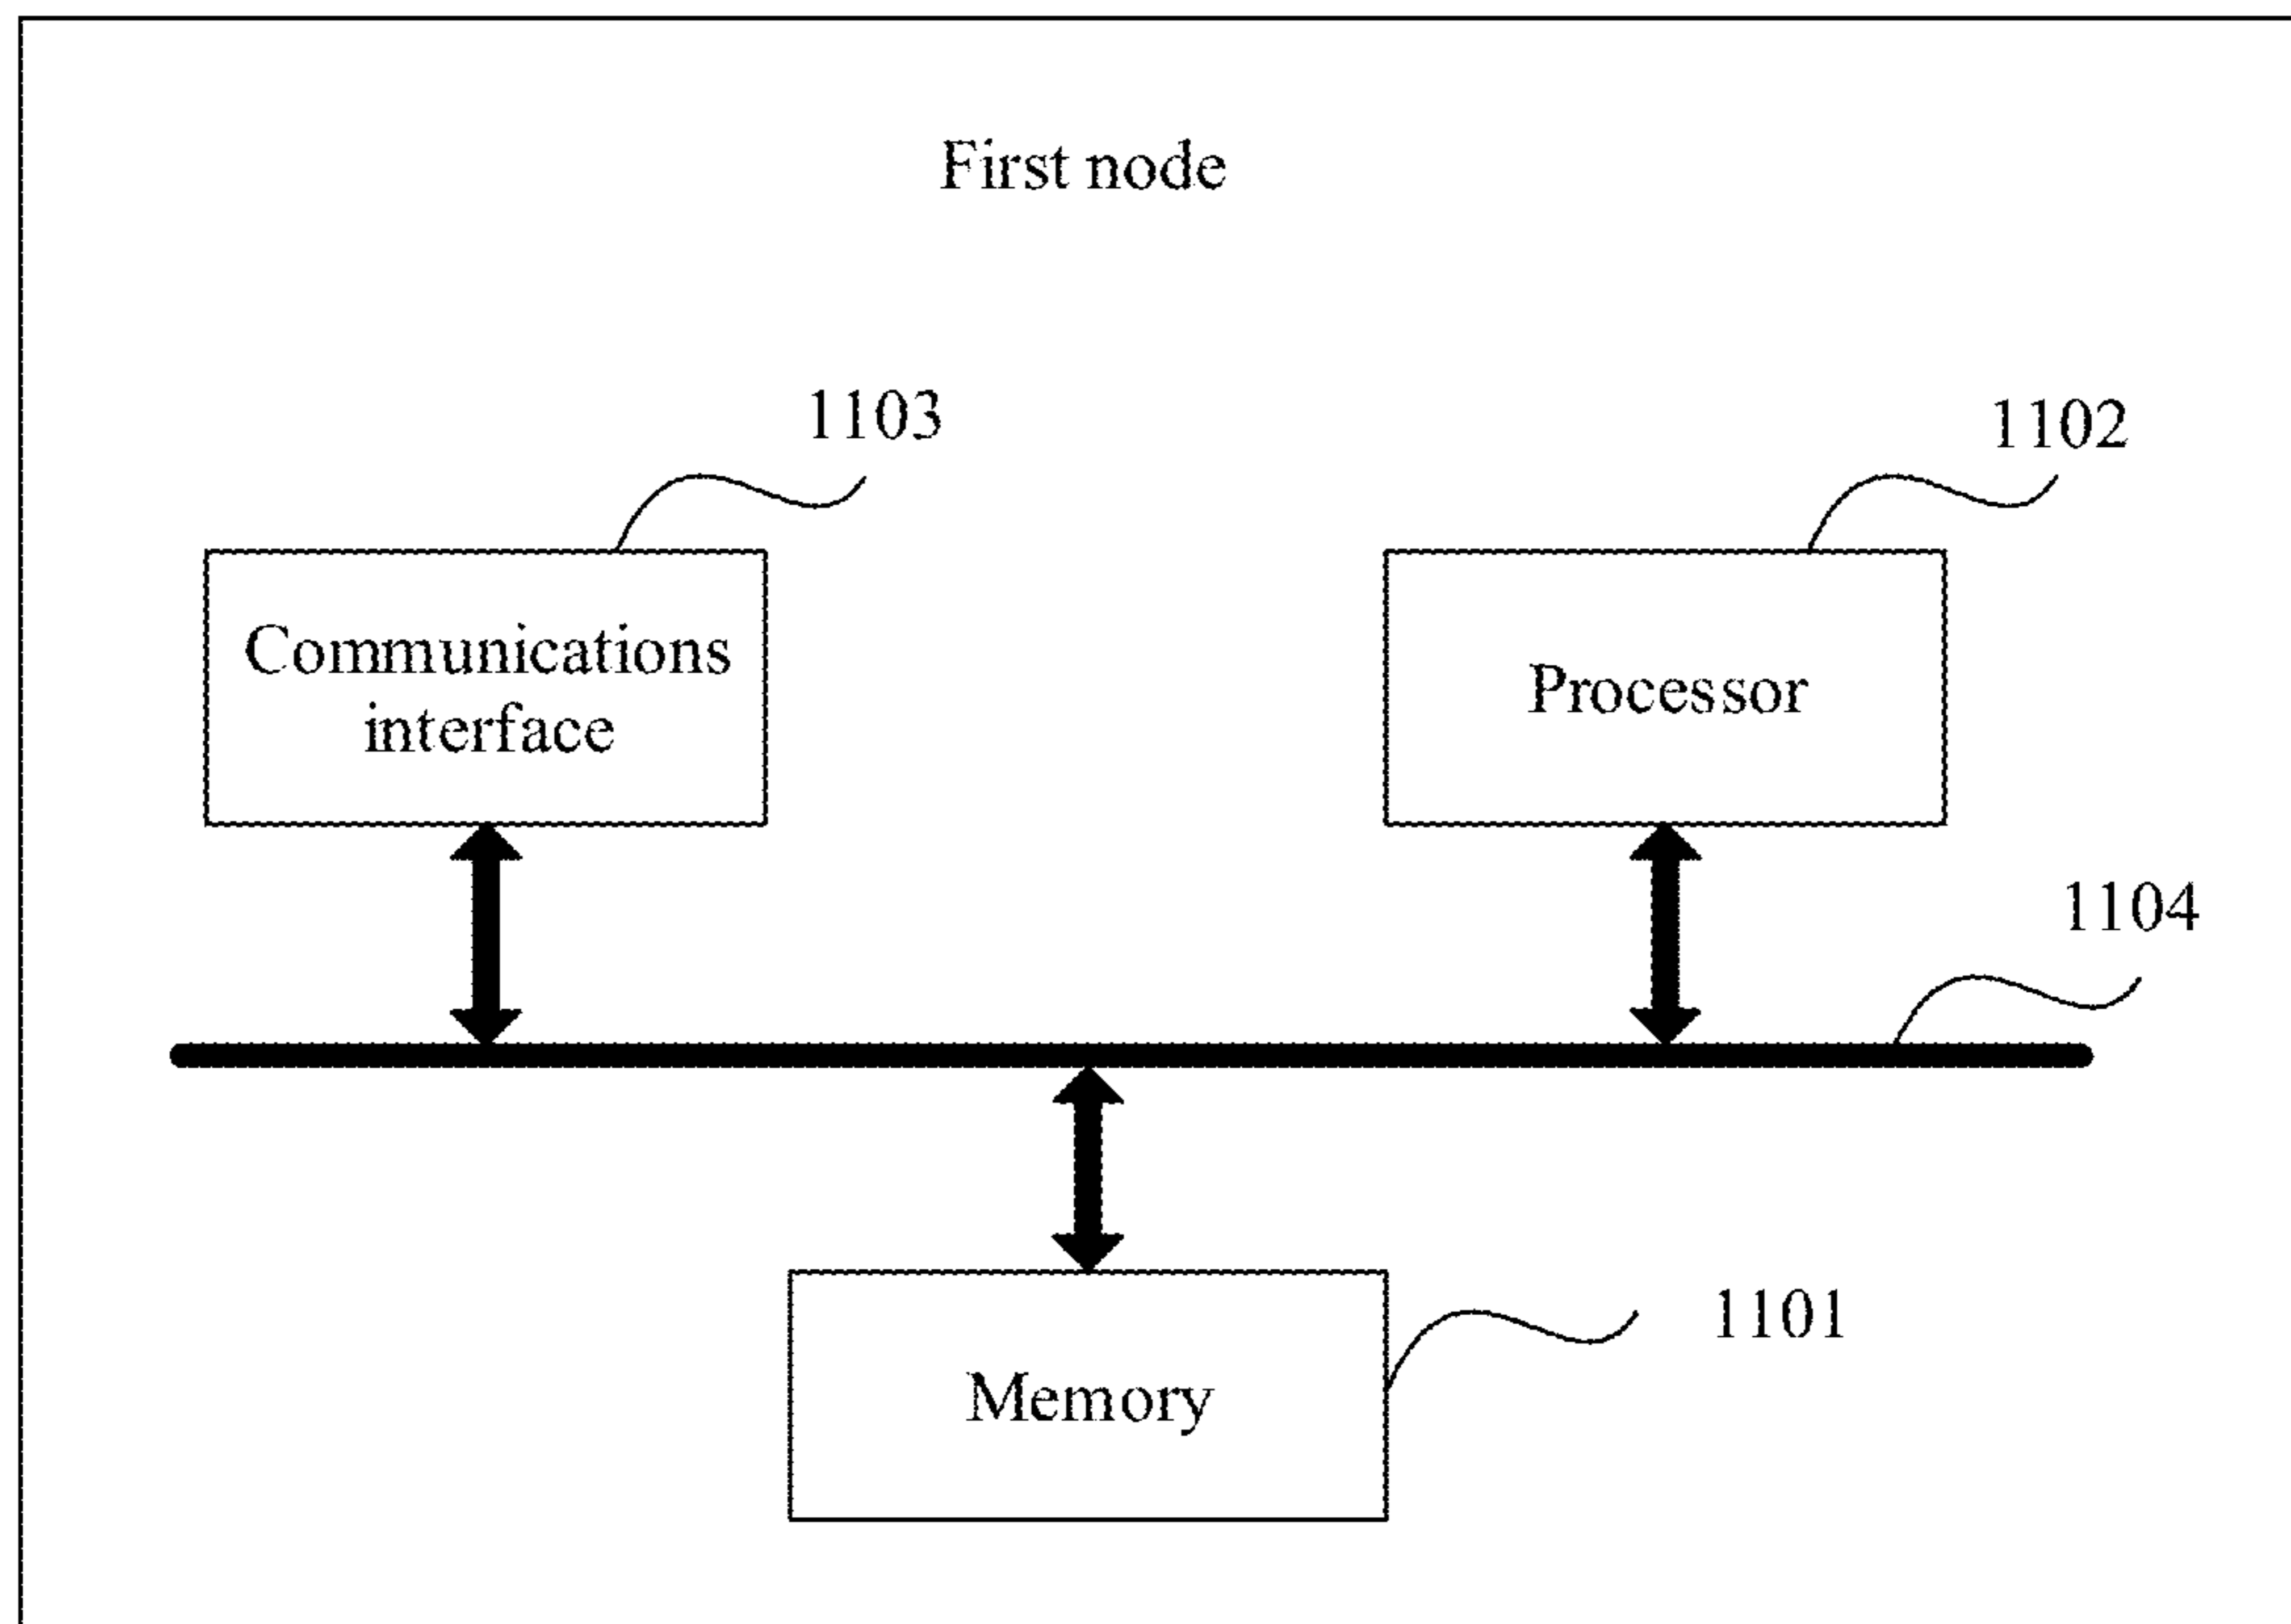 First node
1103
1102
Communications
interface
Processor
1104
1101
Memory